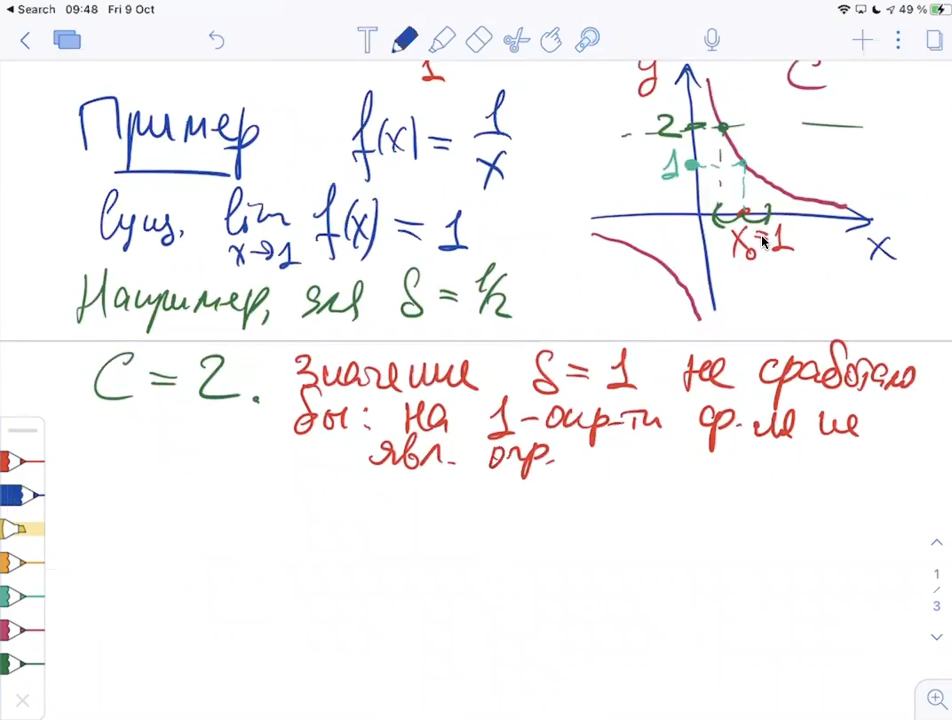 Search 09:48 Fri 9 Oct 49 %
1
y
C
Пример f(x) = 1/x
2
1
Сущ. lim f(x) = 1
x→1
x₀=1
x
Например, для δ = 1/2
C = 2. Значение δ = 1 не сработало
бы: на 1-окр-ти ф-ия не
явл. огр.
1
/
3